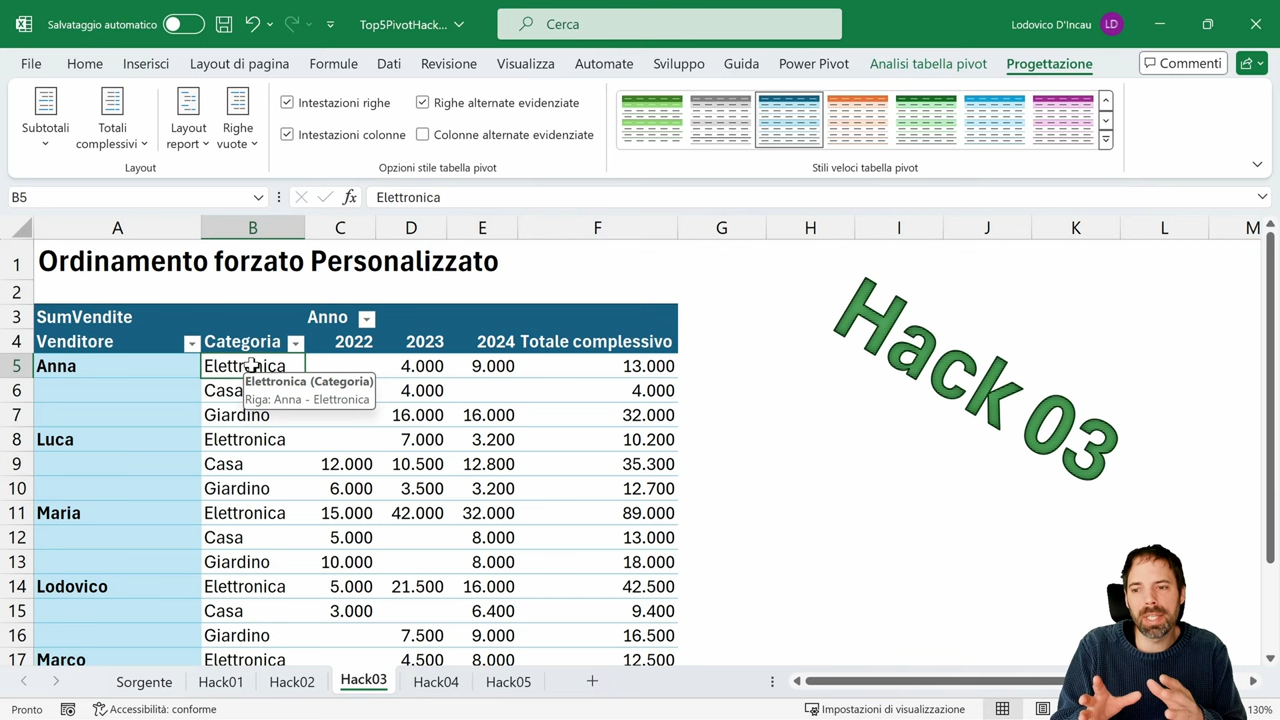 Salvataggio automatico Top5PivotHack... Cerca Lodovico D'Incau LD
File Home Inserisci Layout di pagina Formule Dati Revisione Visualizza Automate Sviluppo Guida Power Pivot Analisi tabella pivot Progettazione Commenti
Subtotali
Totali complessivi
Layout report
Righe vuote
Layout
Intestazioni righe Righe alternate evidenziate
Intestazioni colonne Colonne alternate evidenziate
Opzioni stile tabella pivot
Stili veloci tabella pivot
B5 fx Elettronica
A B C D E F G H I J K L M
1 Ordinamento forzato Personalizzato
2
3 SumVendite Anno
4 Venditore Categoria 2022 2023 2024 Totale complessivo
5 Anna Elettronica 4.000 9.000 13.000
6 Casa 4.000 4.000
7 Giardino 16.000 16.000 32.000
8 Luca Elettronica 7.000 3.200 10.200
9 Casa 12.000 10.500 12.800 35.300
10 Giardino 6.000 3.500 3.200 12.700
11 Maria Elettronica 15.000 42.000 32.000 89.000
12 Casa 5.000 8.000 13.000
13 Giardino 10.000 8.000 18.000
14 Lodovico Elettronica 5.000 21.500 16.000 42.500
15 Casa 3.000 6.400 9.400
16 Giardino 7.500 9.000 16.500
17 Marco Elettronica 4.500 8.000 12.500
Elettronica (Categoria)
Riga: Anna - Elettronica
Hack 03
Sorgente Hack01 Hack02 Hack03 Hack04 Hack05
Pronto Accessibilità: conforme Impostazioni di visualizzazione 130%